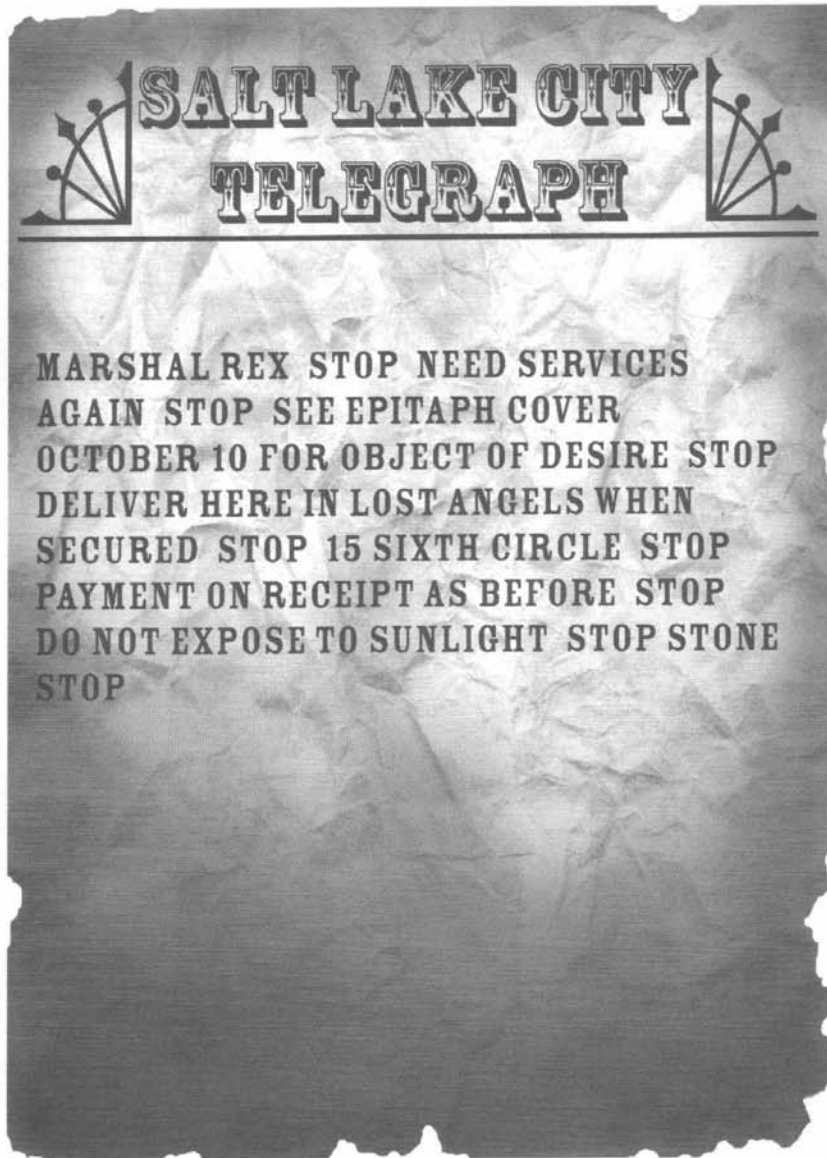 SALT LAKE CITY
TELEGRAPH
MARSHAL REX STOP NEED SERVICES
AGAIN STOP SEE EPITAPH COVER
OCTOBER 10 FOR OBJECT OF DESIRE STOP
DELIVER HERE IN LOST ANGELS WHEN
SECURED STOP 15 SIXTH CIRCLE STOP
PAYMENT ON RECEIPT AS BEFORE STOP
DO NOT EXPOSE TO SUNLIGHT STOP STONE
STOP